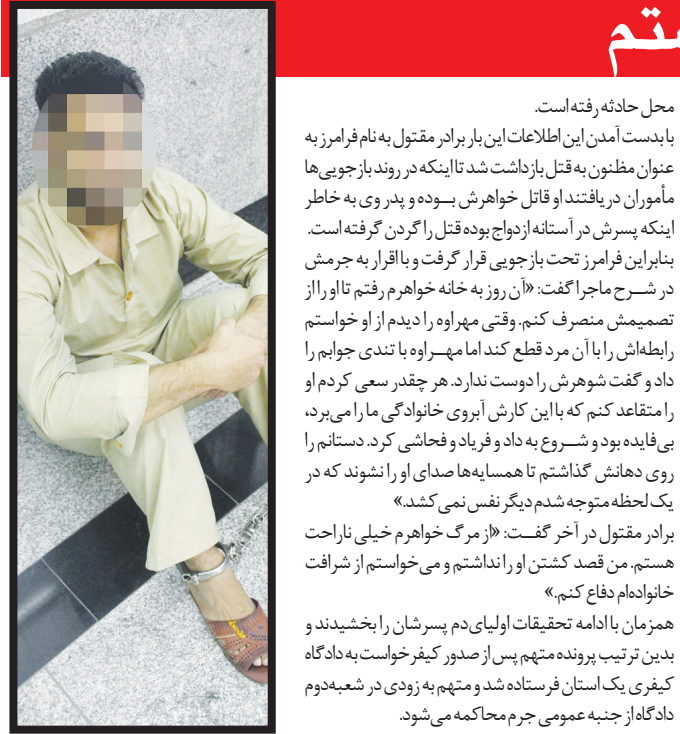 ستم
محل حادثه رفته است.
با بدست آمدن این اطلاعات این بار برادر مقتول به نام فرامرز به
عنوان مظنون به قتل بازداشت شد تا اینکه در روند بازجویی‌ها
مأموران دریافتند او قاتل خواهرش بـــوده و پدر وی به خاطر
اینکه پسرش در آستانه ازدواج بوده قتل را گردن گرفته است.
بنابراین فرامرز تحت بازجویی قرار گرفت و با اقرار به جرمش
در شـــرح ماجرا گفت: «آن روز به خانه خواهرم رفتم تا او را از
تصمیمش منصرف کنم. وقتی مهراوه را دیدم از او خواستم
رابطه‌اش را با آن مرد قطع کند اما مهـــراوه با تندی جوابم را
داد و گفت شوهرش را دوست ندارد. هر چقدر سعی کردم او
را متقاعد کنم که با این کارش آبروی خانوادگی ما را می‌برد،
بی‌فایده بود و شـــروع به داد و فریاد و فحاشی کرد. دستانم را
روی دهانش گذاشتم تا همسایه‌ها صدای او را نشوند که در
یک لحظه متوجه شدم دیگر نفس نمی‌کشد.»
برادر مقتول در آخر گفـــت: «از مرگ خواهرم خیلی ناراحت
هستم. من قصد کشتن او را نداشتم و می‌خواستم از شرافت
خانواده‌ام دفاع کنم.»
همزمان با ادامه تحقیقات اولیای‌دم پسرشان را بخشیدند و
بدین ترتیب پرونده متهم پس از صدور کیفرخواست به دادگاه
کیفری یک استان فرستاده شد و متهم به زودی در شعبه‌دوم
دادگاه از جنبه عمومی جرم محاکمه می‌شود.